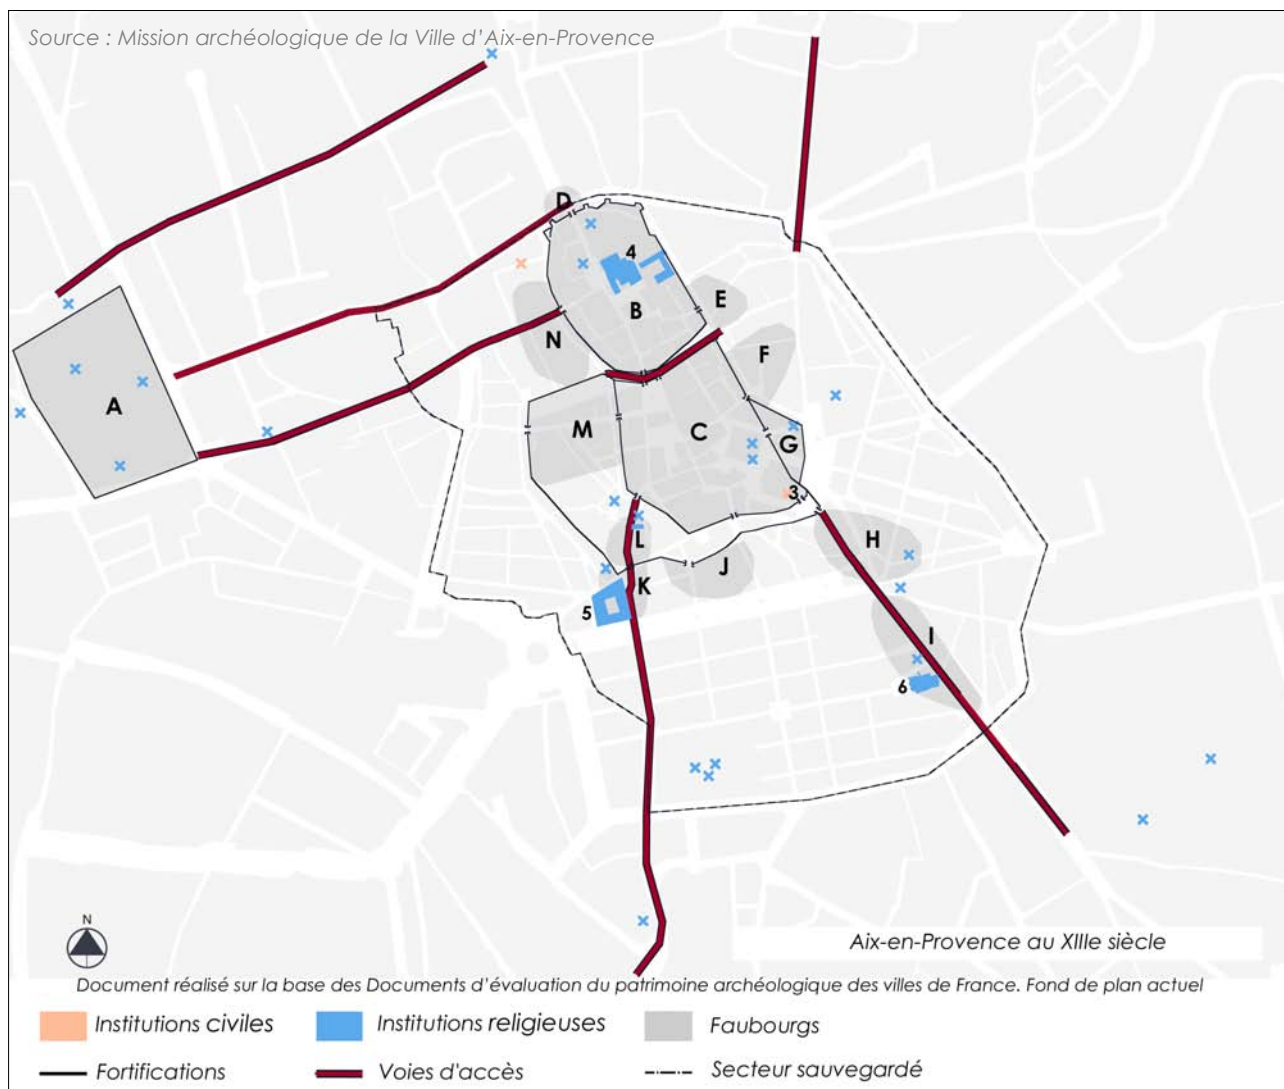 Source : Mission archéologique de la Ville d'Aix-en-Provence
D
4
B
E
N
F
A
M
C
G
3
L
H
J
K
5
I
6
N
Aix-en-Provence au XIIIe siècle
Document réalisé sur la base des Documents d'évaluation du patrimoine archéologique des villes de France. Fond de plan actuel
Institutions civiles
Institutions religieuses
Faubourgs
Fortifications
Voies d'accès
Secteur sauvegardé